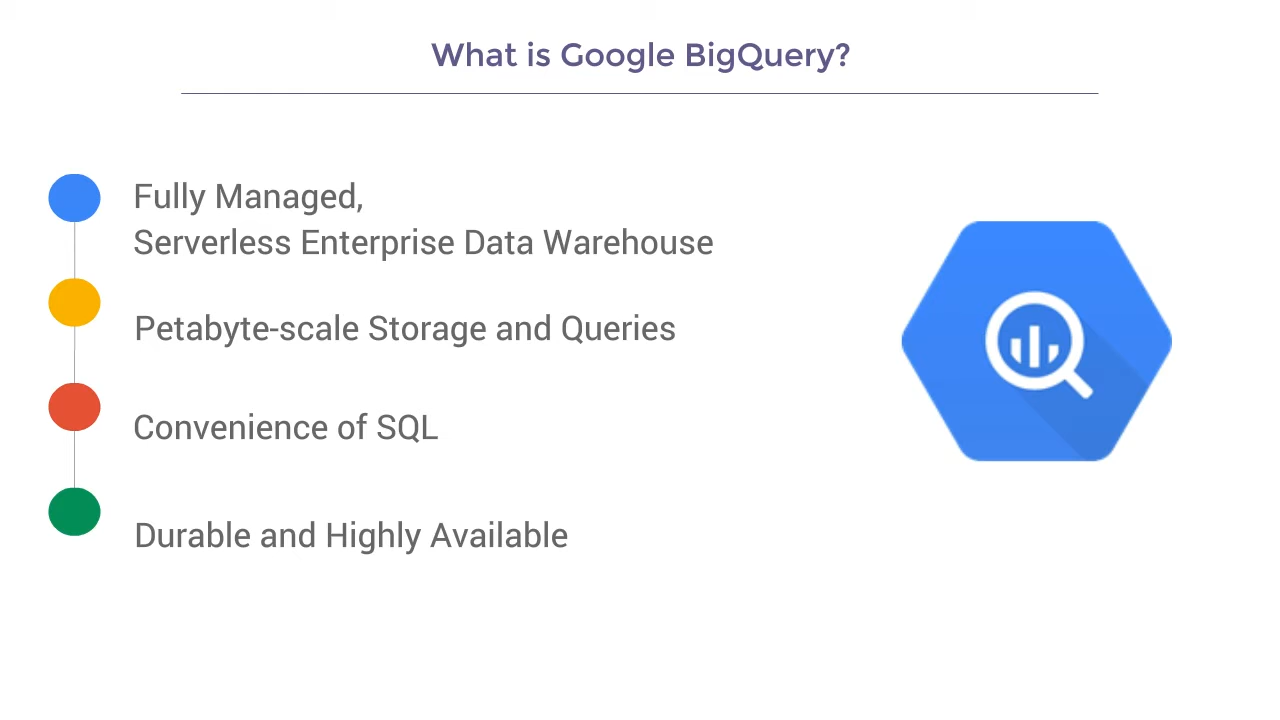 What is Google BigQuery?
Fully Managed,
Serverless Enterprise Data Warehouse
Petabyte-scale Storage and Queries
Convenience of SQL
Durable and Highly Available